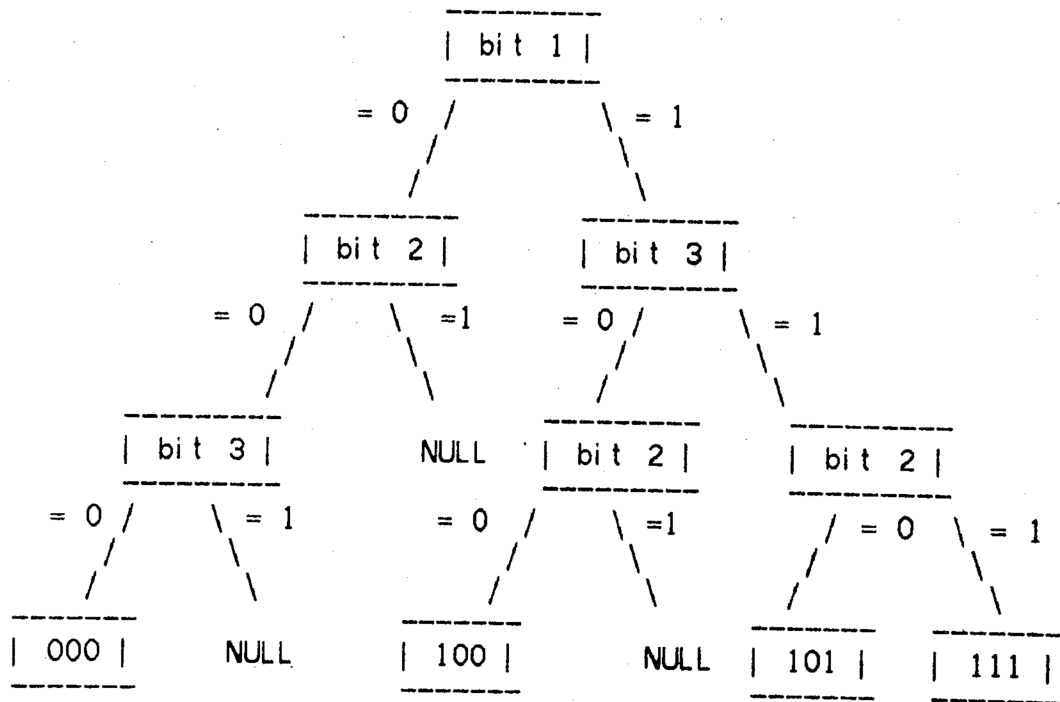 | bit 1 |
= 0 = 1
| bit 2 | | bit 3 |
= 0 =1 = 0 = 1
| bit 3 | NULL | bit 2 | | bit 2 |
= 0 = 1 = 0 =1 = 0 = 1
| 000 | NULL | 100 | NULL | 101 | | 111 |